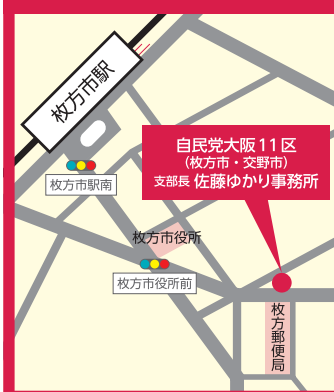 枚方市駅
自民党大阪11区
(枚方市・交野市)
支部長 佐藤ゆかり事務所
枚方市駅南
枚方市役所
枚方市役所前
枚方郵便局